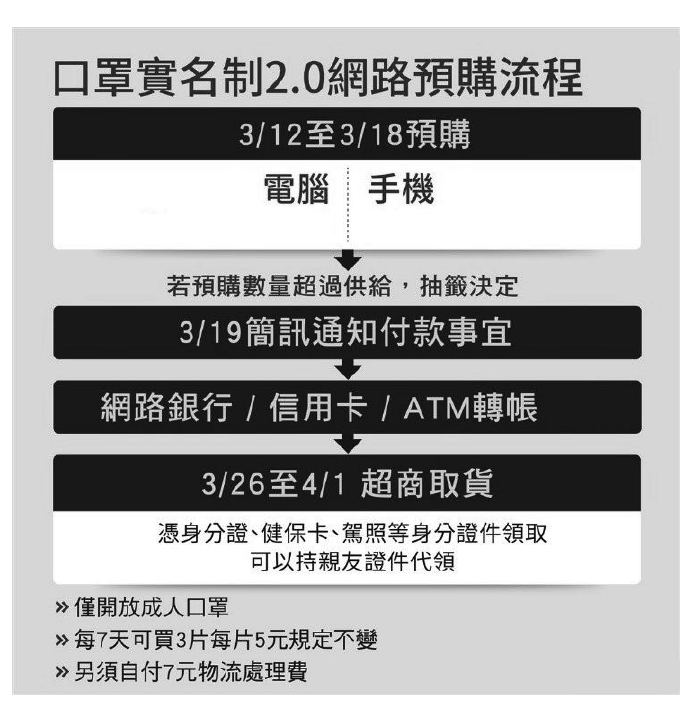 口罩實名制2.0網路預購流程
3/12至3/18預購
電腦 手機
若預購數量超過供給，抽籤決定
3/19簡訊通知付款事宜
網路銀行 / 信用卡 / ATM轉帳
3/26至4/1 超商取貨
憑身分證、健保卡、駕照等身分證件領取
可以持親友證件代領
» 僅開放成人口罩
» 每7天可買3片每片5元規定不變
» 另須自付7元物流處理費